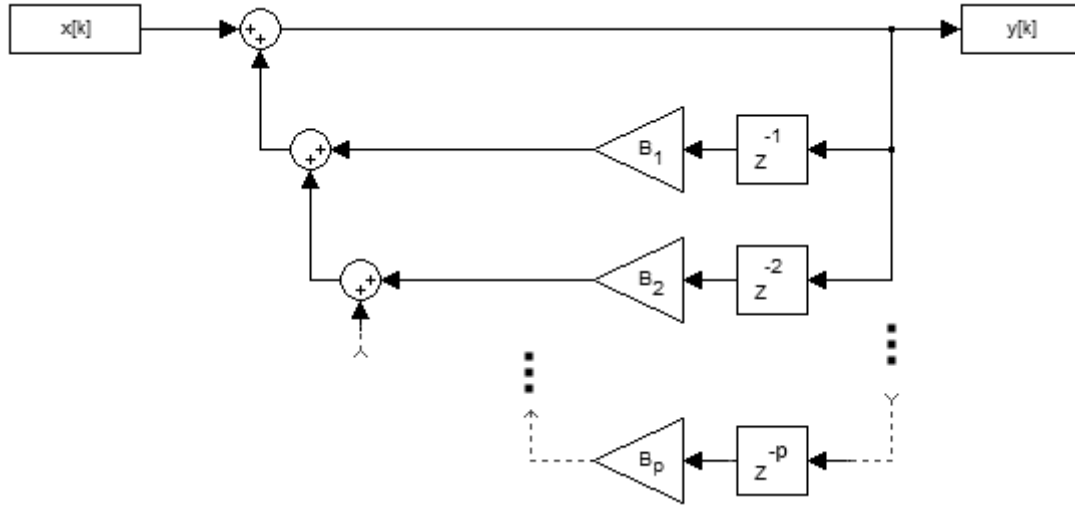 x[k] + + y[k]
+ + B₁ z⁻¹
+ + B₂ z⁻²
Bₚ z⁻ᵖ